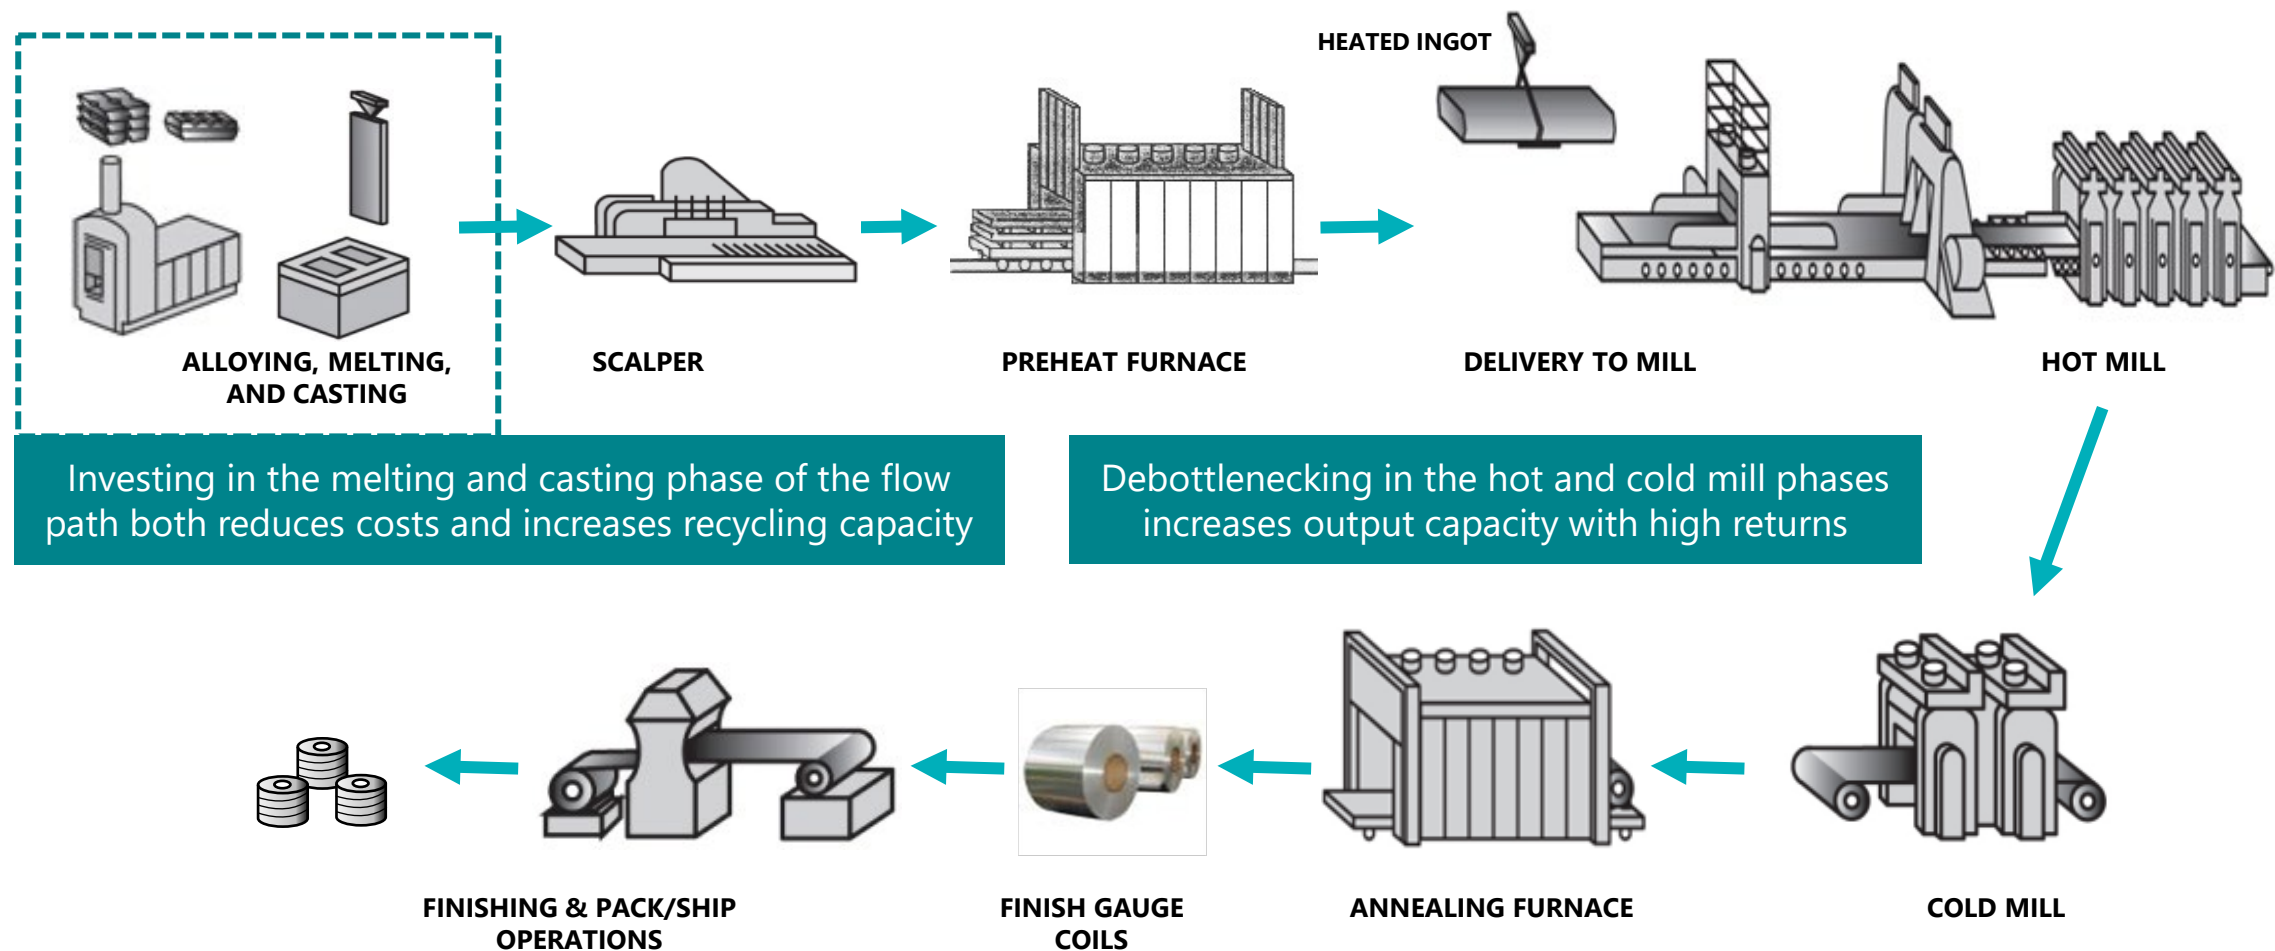 HEATED INGOT
ALLOYING, MELTING,
AND CASTING
SCALPER
PREHEAT FURNACE
DELIVERY TO MILL
HOT MILL
Investing in the melting and casting phase of the flow
path both reduces costs and increases recycling capacity
Debottlenecking in the hot and cold mill phases
increases output capacity with high returns
FINISHING & PACK/SHIP
OPERATIONS
FINISH GAUGE
COILS
ANNEALING FURNACE
COLD MILL